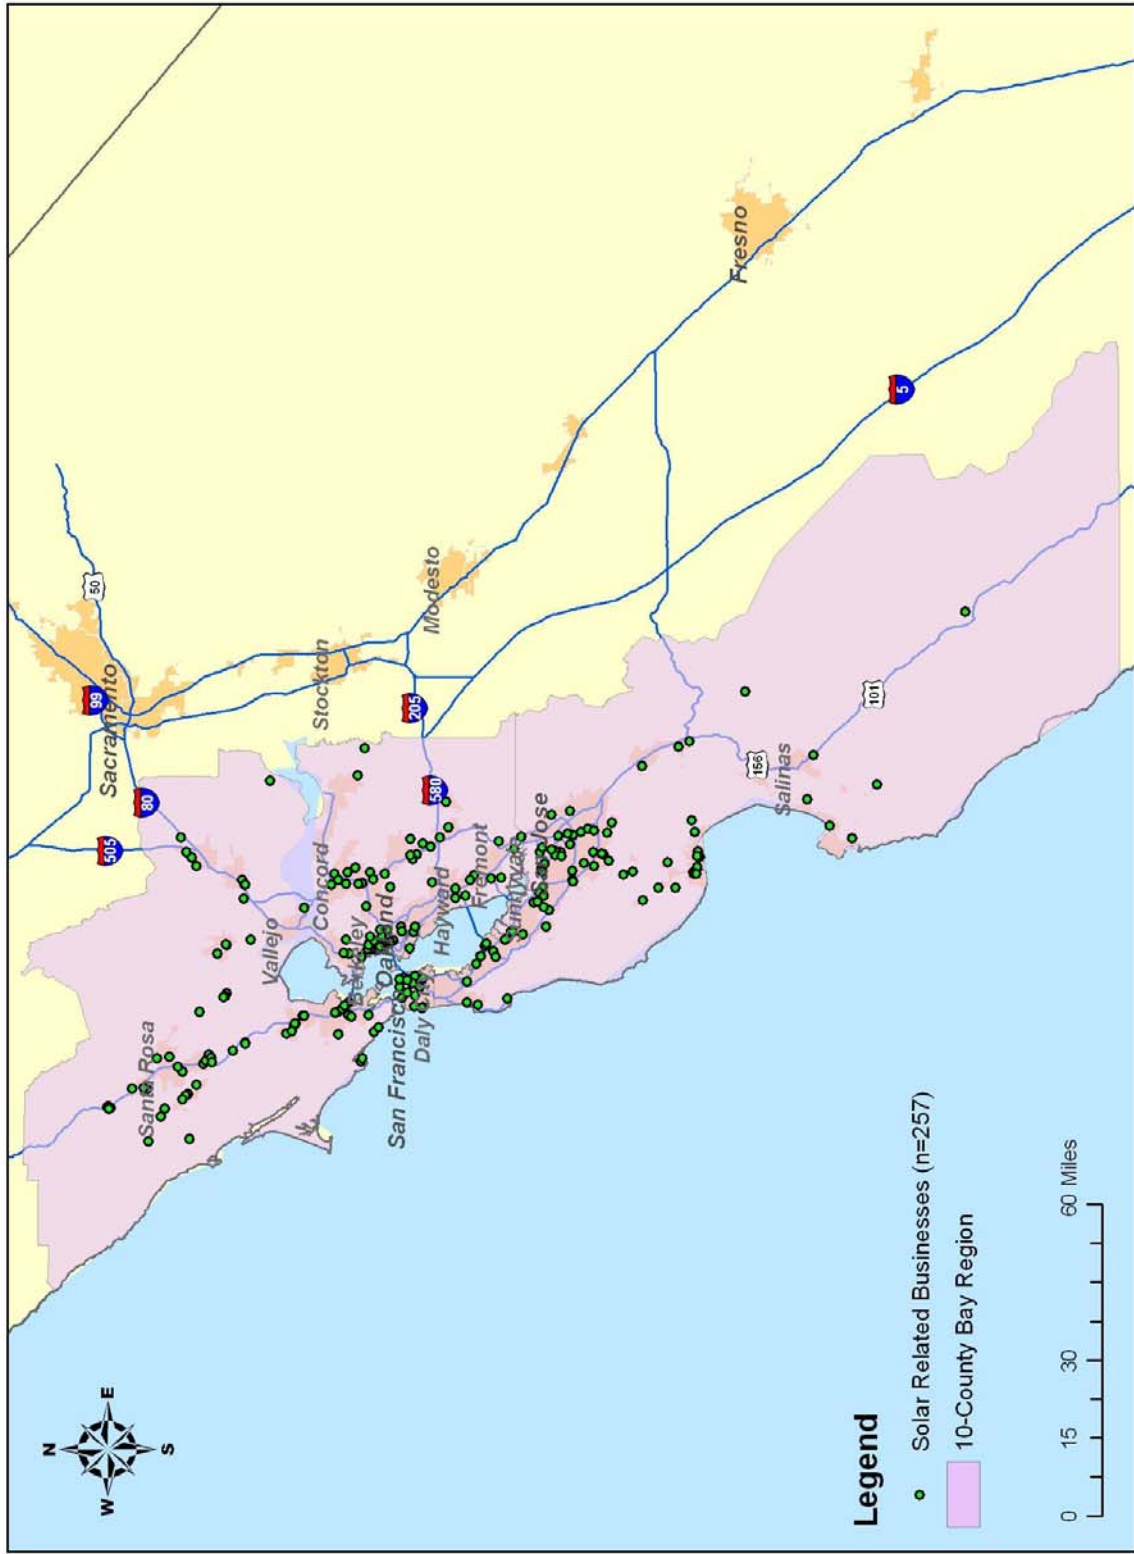 N
W E
S
Sacramento
99
50
505
80
Santa Rosa
Vallejo
Concord
Stockton
Berkeley
Oakland
San Francisco
Daly City
Hayward
205
580
Modesto
Fremont
Sunnyvale
San Jose
Fresno
156
Salinas
101
5
Legend
Solar Related Businesses (n=257)
10-County Bay Region
0 15 30 60 Miles